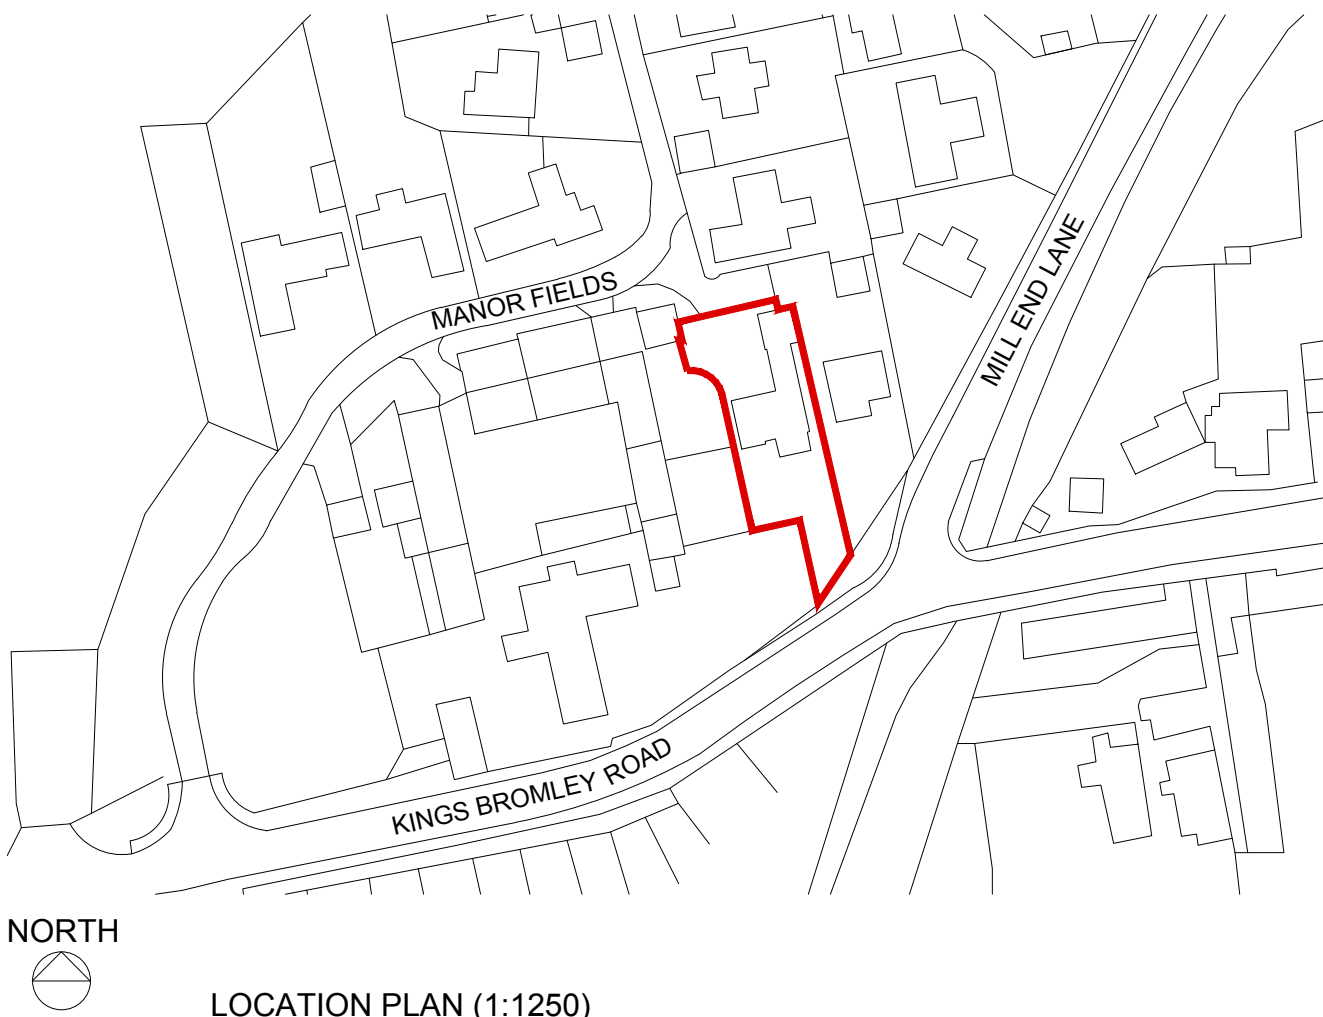 MANOR FIELDS
MILL END LANE
KINGS BROMLEY ROAD
NORTH
LOCATION PLAN (1:1250)